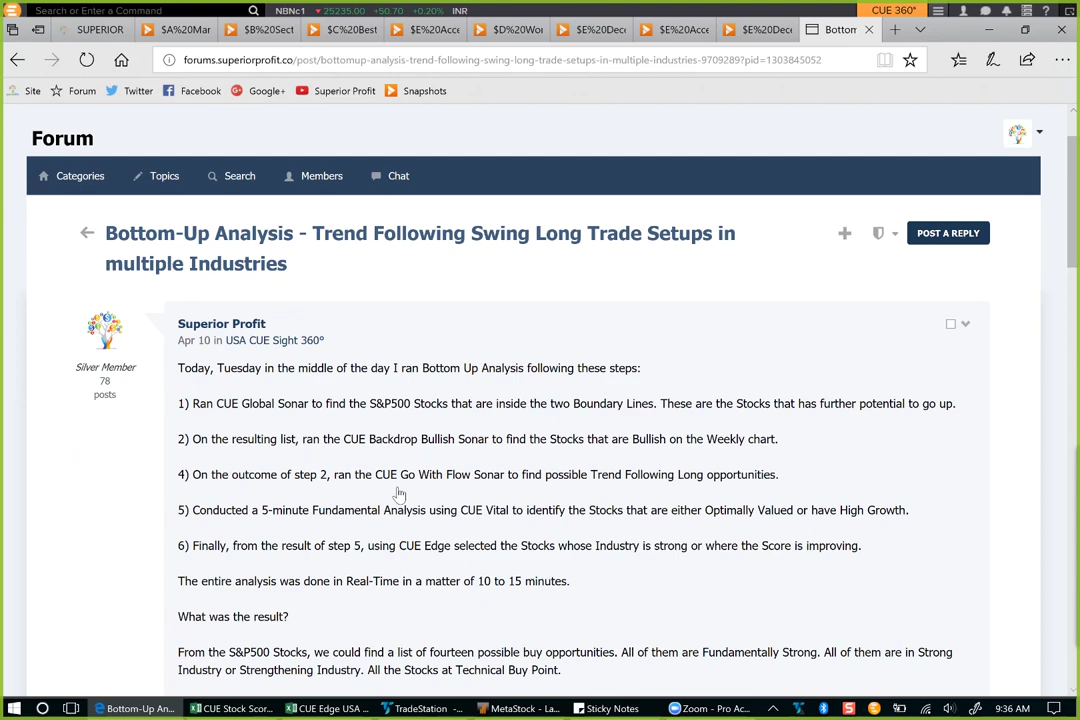 Search or Enter a Command
NBNc1 25235.00 +50.70 +0.20% INR
CUE 360°
SUPERIOR
$A%20Mar
$B%20Sect
$C%20Best
$E%20Acce
$D%20Wo
$E%20Dec
$E%20Acce
$E%20Dec
Bottom
forums.superiorprofit.co/post/bottomup-analysis-trend-following-swing-long-trade-setups-in-multiple-industries-9709289?pid=1303845052
Site Forum Twitter Facebook Google+ Superior Profit Snapshots
Forum
Categories Topics Search Members Chat
Bottom-Up Analysis - Trend Following Swing Long Trade Setups in
multiple Industries
POST A REPLY
Superior Profit
Apr 10 in USA CUE Sight 360°
Silver Member
78
posts
Today, Tuesday in the middle of the day I ran Bottom Up Analysis following these steps:
1) Ran CUE Global Sonar to find the S&P500 Stocks that are inside the two Boundary Lines. These are the Stocks that has further potential to go up.
2) On the resulting list, ran the CUE Backdrop Bullish Sonar to find the Stocks that are Bullish on the Weekly chart.
4) On the outcome of step 2, ran the CUE Go With Flow Sonar to find possible Trend Following Long opportunities.
5) Conducted a 5-minute Fundamental Analysis using CUE Vital to identify the Stocks that are either Optimally Valued or have High Growth.
6) Finally, from the result of step 5, using CUE Edge selected the Stocks whose Industry is strong or where the Score is improving.
The entire analysis was done in Real-Time in a matter of 10 to 15 minutes.
What was the result?
From the S&P500 Stocks, we could find a list of fourteen possible buy opportunities. All of them are Fundamentally Strong. All of them are in Strong
Industry or Strengthening Industry. All the Stocks at Technical Buy Point.
Bottom-Up An...
CUE Stock Scor...
CUE Edge USA ...
TradeStation -...
MetaStock - La...
Sticky Notes
Zoom - Pro Ac...
9:36 AM